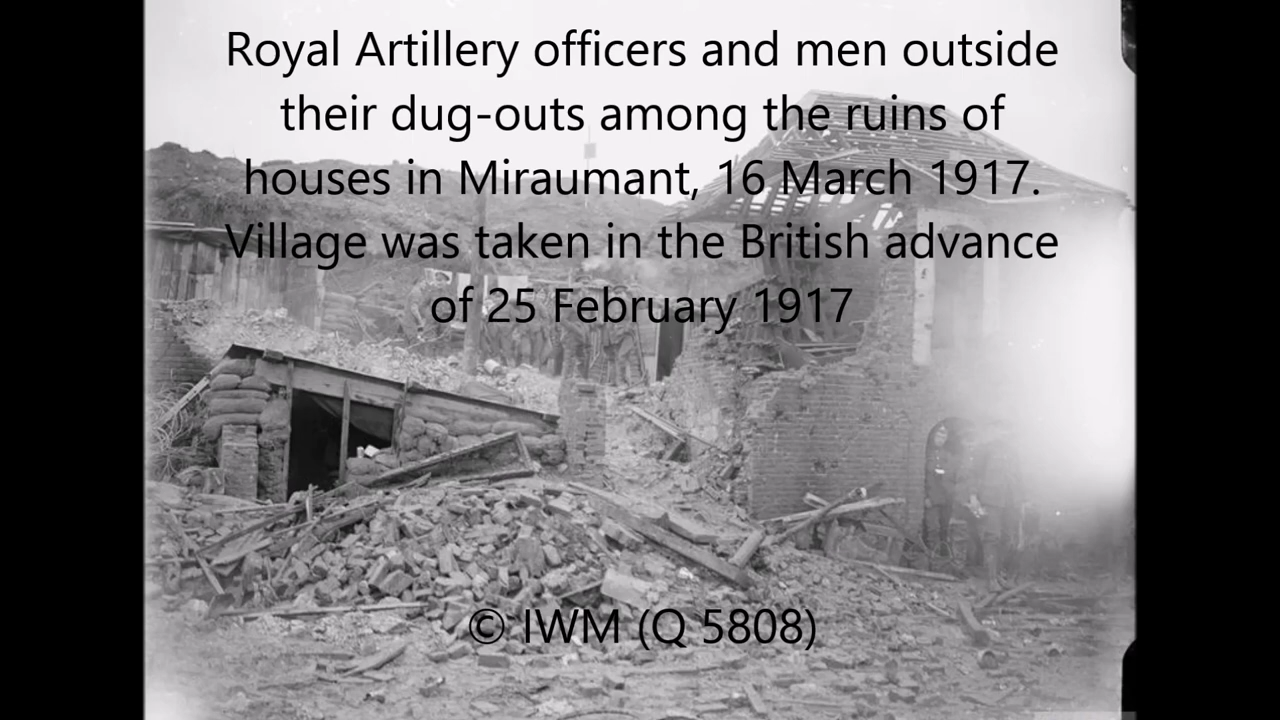 Royal Artillery officers and men outside
their dug-outs among the ruins of
houses in Miraumant, 16 March 1917.
Village was taken in the British advance
of 25 February 1917
© IWM (Q 5808)